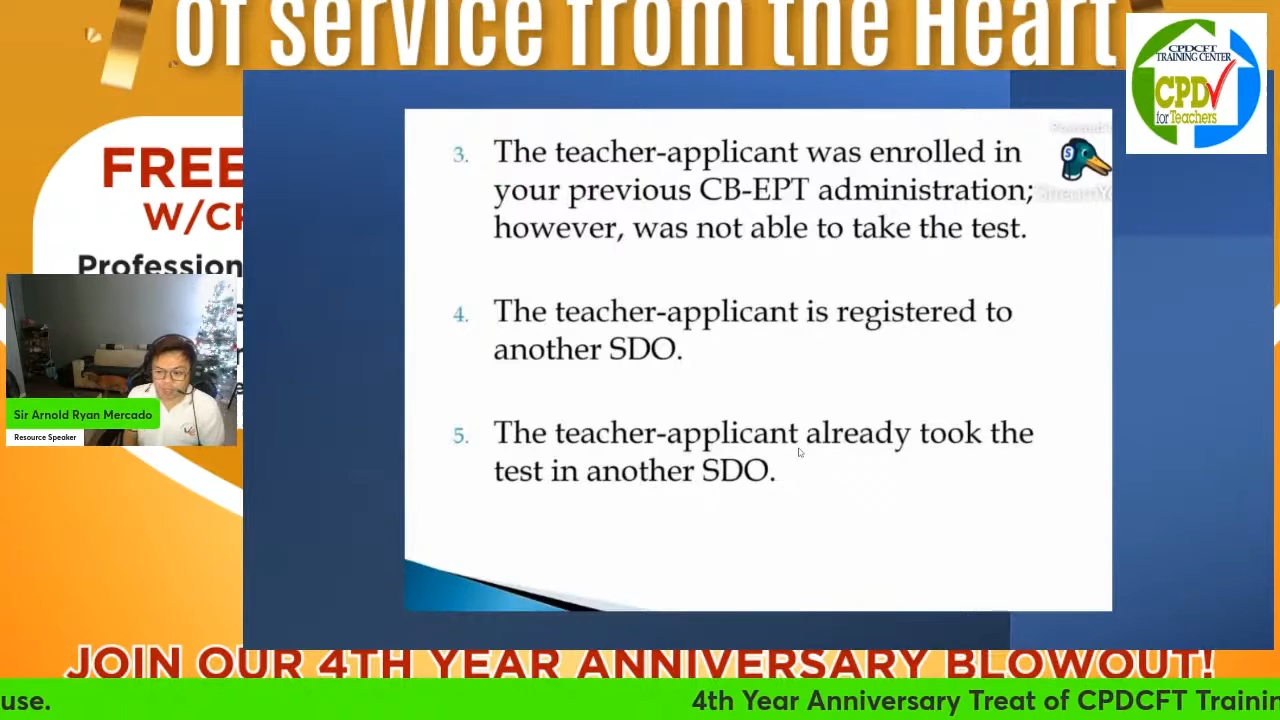 of service from the Heart
CPDCFT
TRAINING CENTER
CPD
for Teachers
FREE
Profession
3. The teacher-applicant was enrolled in
your previous CB-EPT administration;
however, was not able to take the test.
4. The teacher-applicant is registered to
another SDO.
5. The teacher-applicant already took the
test in another SDO.
Sir Arnold Ryan Mercado
Resource Speaker
JOIN OUR 4TH YEAR ANNIVERSARY BLOWOUT!
use.
4th Year Anniversary Treat of CPDCFT Trainin